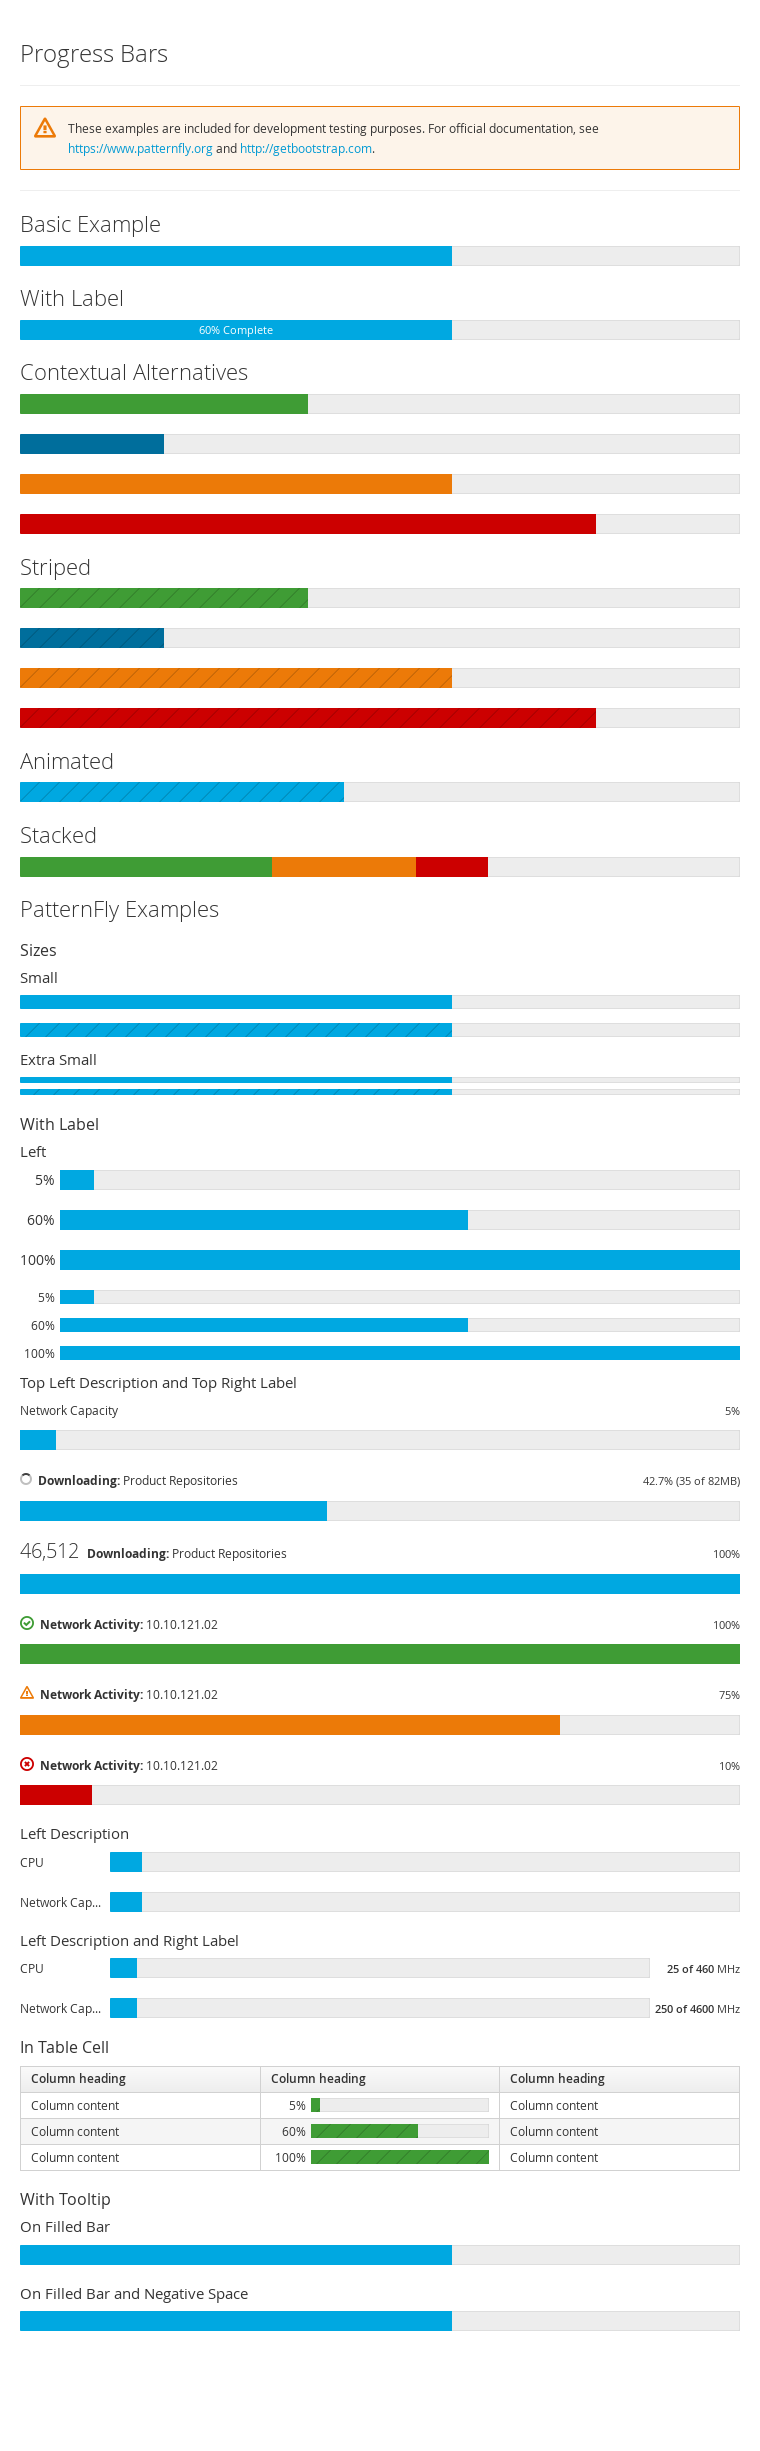 Progress Bars
These examples are included for development testing purposes. For official documentation, see
https://www.patternfly.org and http://getbootstrap.com.
Basic Example
With Label
60% Complete
Contextual Alternatives
Striped
Animated
Stacked
PatternFly Examples
Sizes
Small
Extra Small
With Label
Left
5%
60%
100%
5%
60%
100%
Top Left Description and Top Right Label
Network Capacity 5%
Downloading: Product Repositories 42.7% (35 of 82MB)
46,512 Downloading: Product Repositories 100%
Network Activity: 10.10.121.02 100%
Network Activity: 10.10.121.02 75%
Network Activity: 10.10.121.02 10%
Left Description
CPU
Network Cap...
Left Description and Right Label
CPU 25 of 460 MHz
Network Cap... 250 of 4600 MHz
In Table Cell
Column heading Column heading Column heading
Column content 5% Column content
Column content 60% Column content
Column content 100% Column content
With Tooltip
On Filled Bar
On Filled Bar and Negative Space